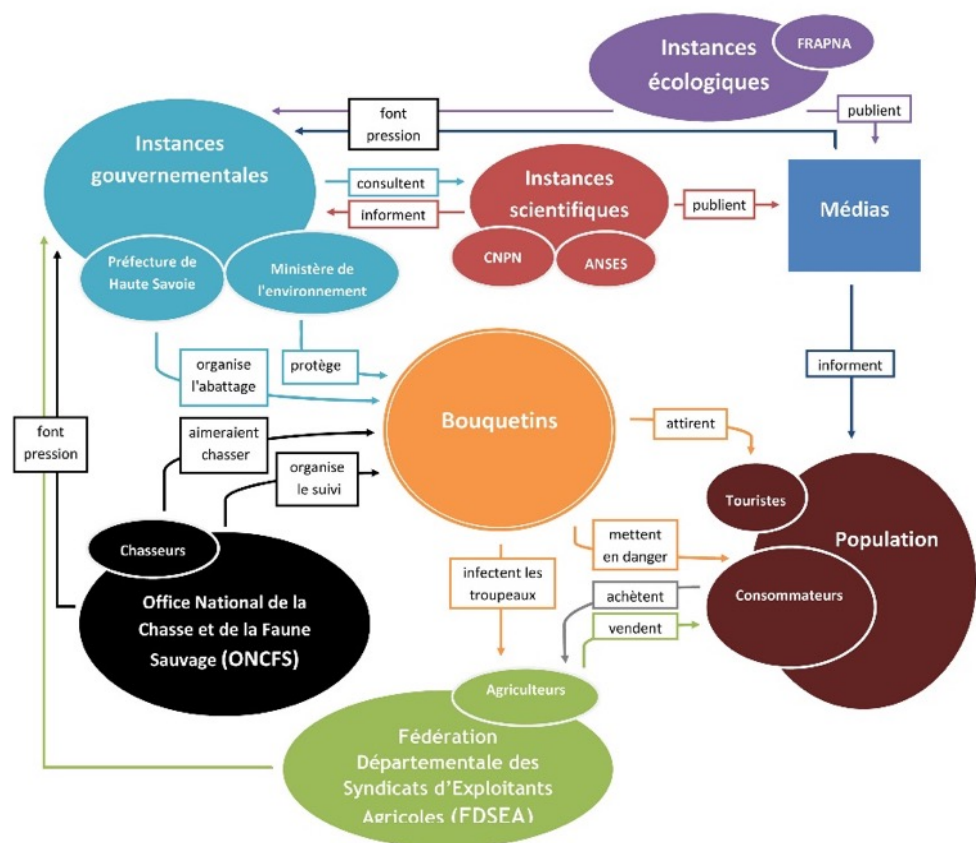 Instances
écologiques
FRAPNA
font
pression
publient
Instances
gouvernementales
consultent
informent
Instances
scientifiques
publient
Médias
CNPN
ANSES
Préfecture de
Haute Savoie
Ministère de
l'environnement
organise
l'abattage
protège
informent
Bouquetins
attirent
font
pression
aimeraient
chasser
organise
le suivi
Touristes
Population
Chasseurs
mettent
en danger
infectent les
troupeaux
achètent
Consommateurs
vendent
Office National de la
Chasse et de la Faune
Sauvage (ONCFS)
Agriculteurs
Fédération
Départementale des
Syndicats d'Exploitants
Agricoles (FDSEA)